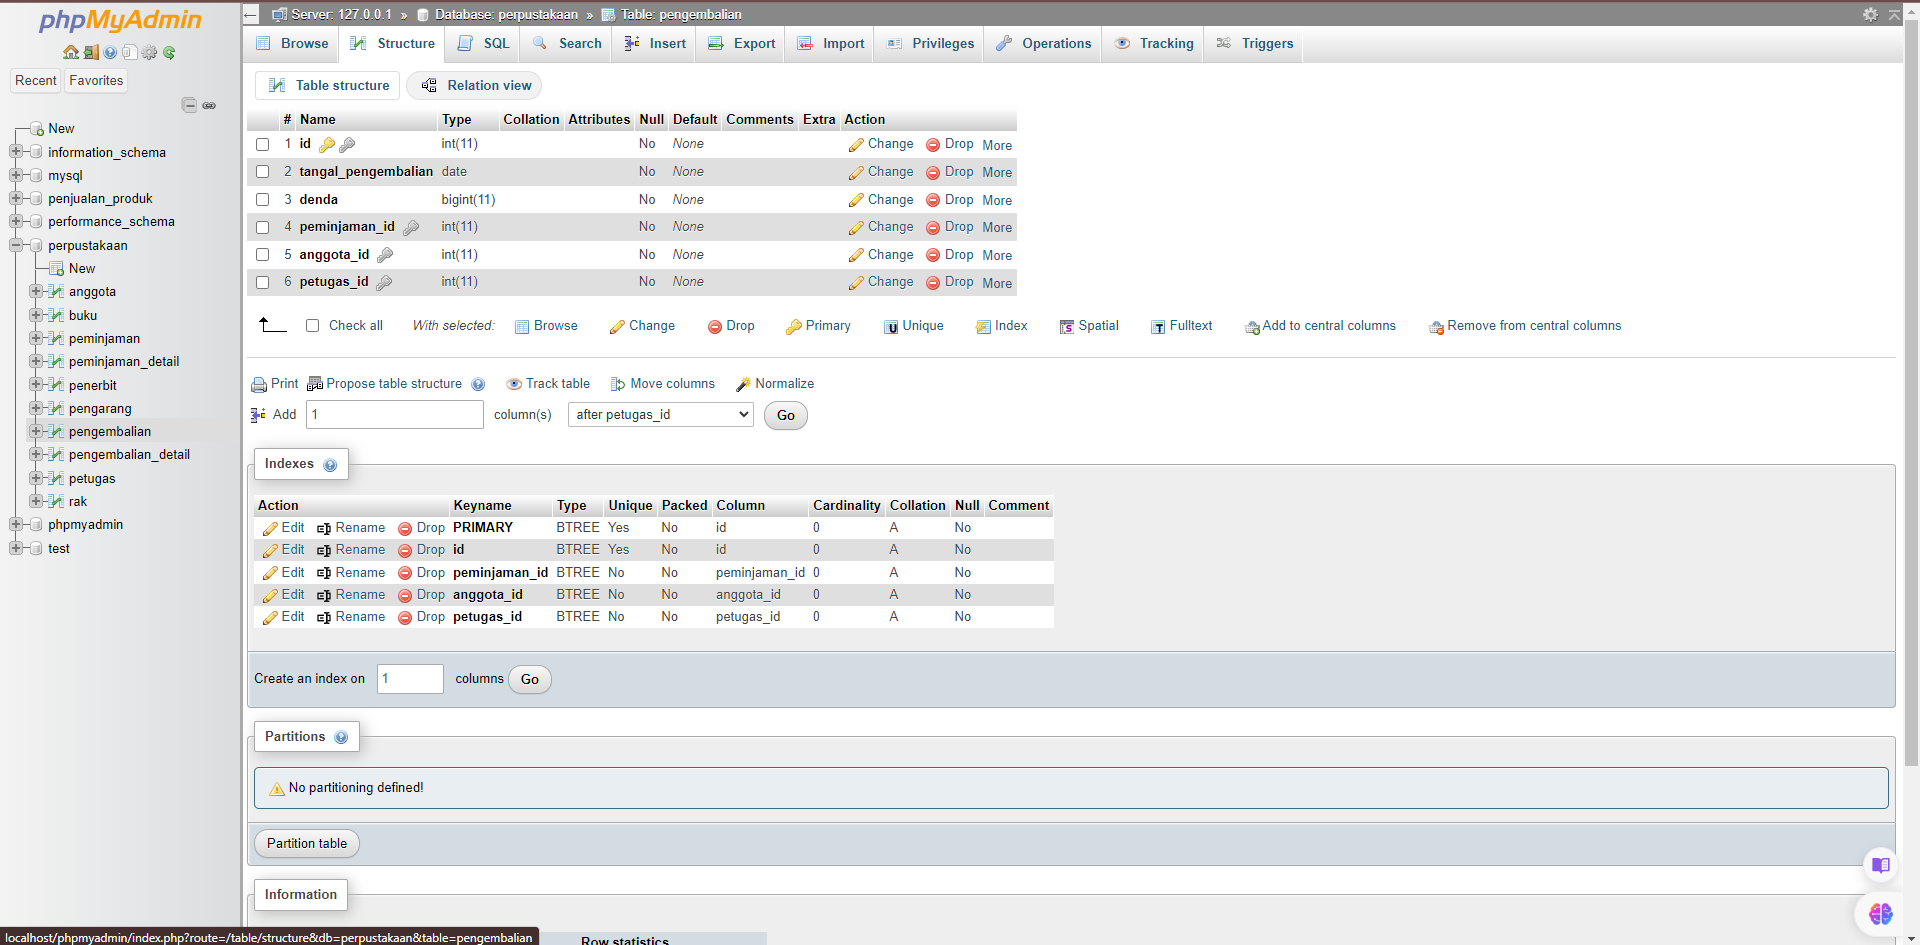 phpMyAdmin
Recent Favorites
New
information_schema
mysql
penjualan_produk
performance_schema
perpustakaan
New
anggota
buku
peminjaman
peminjaman_detail
penerbit
pengarang
pengembalian
pengembalian_detail
petugas
rak
phpmyadmin
test
Server: 127.0.0.1 » Database: perpustakaan » Table: pengembalian
Browse Structure SQL Search Insert Export Import Privileges Operations Tracking Triggers
Table structure Relation view
# Name Type Collation Attributes Null Default Comments Extra Action
1 id int(11) No None Change Drop More
2 tangal_pengembalian date No None Change Drop More
3 denda bigint(11) No None Change Drop More
4 peminjaman_id int(11) No None Change Drop More
5 anggota_id int(11) No None Change Drop More
6 petugas_id int(11) No None Change Drop More
Check all With selected: Browse Change Drop Primary Unique Index Spatial Fulltext Add to central columns Remove from central columns
Print Propose table structure Track table Move columns Normalize
Add 1 column(s) after petugas_id Go
Indexes
Action Keyname Type Unique Packed Column Cardinality Collation Null Comment
Edit Rename Drop PRIMARY BTREE Yes No id 0 A No
Edit Rename Drop id BTREE Yes No id 0 A No
Edit Rename Drop peminjaman_id BTREE No No peminjaman_id 0 A No
Edit Rename Drop anggota_id BTREE No No anggota_id 0 A No
Edit Rename Drop petugas_id BTREE No No petugas_id 0 A No
Create an index on 1 columns Go
Partitions
No partitioning defined!
Partition table
Information
Row statistics
localhost/phpmyadmin/index.php?route=/table/structure&db=perpustakaan&table=pengembalian